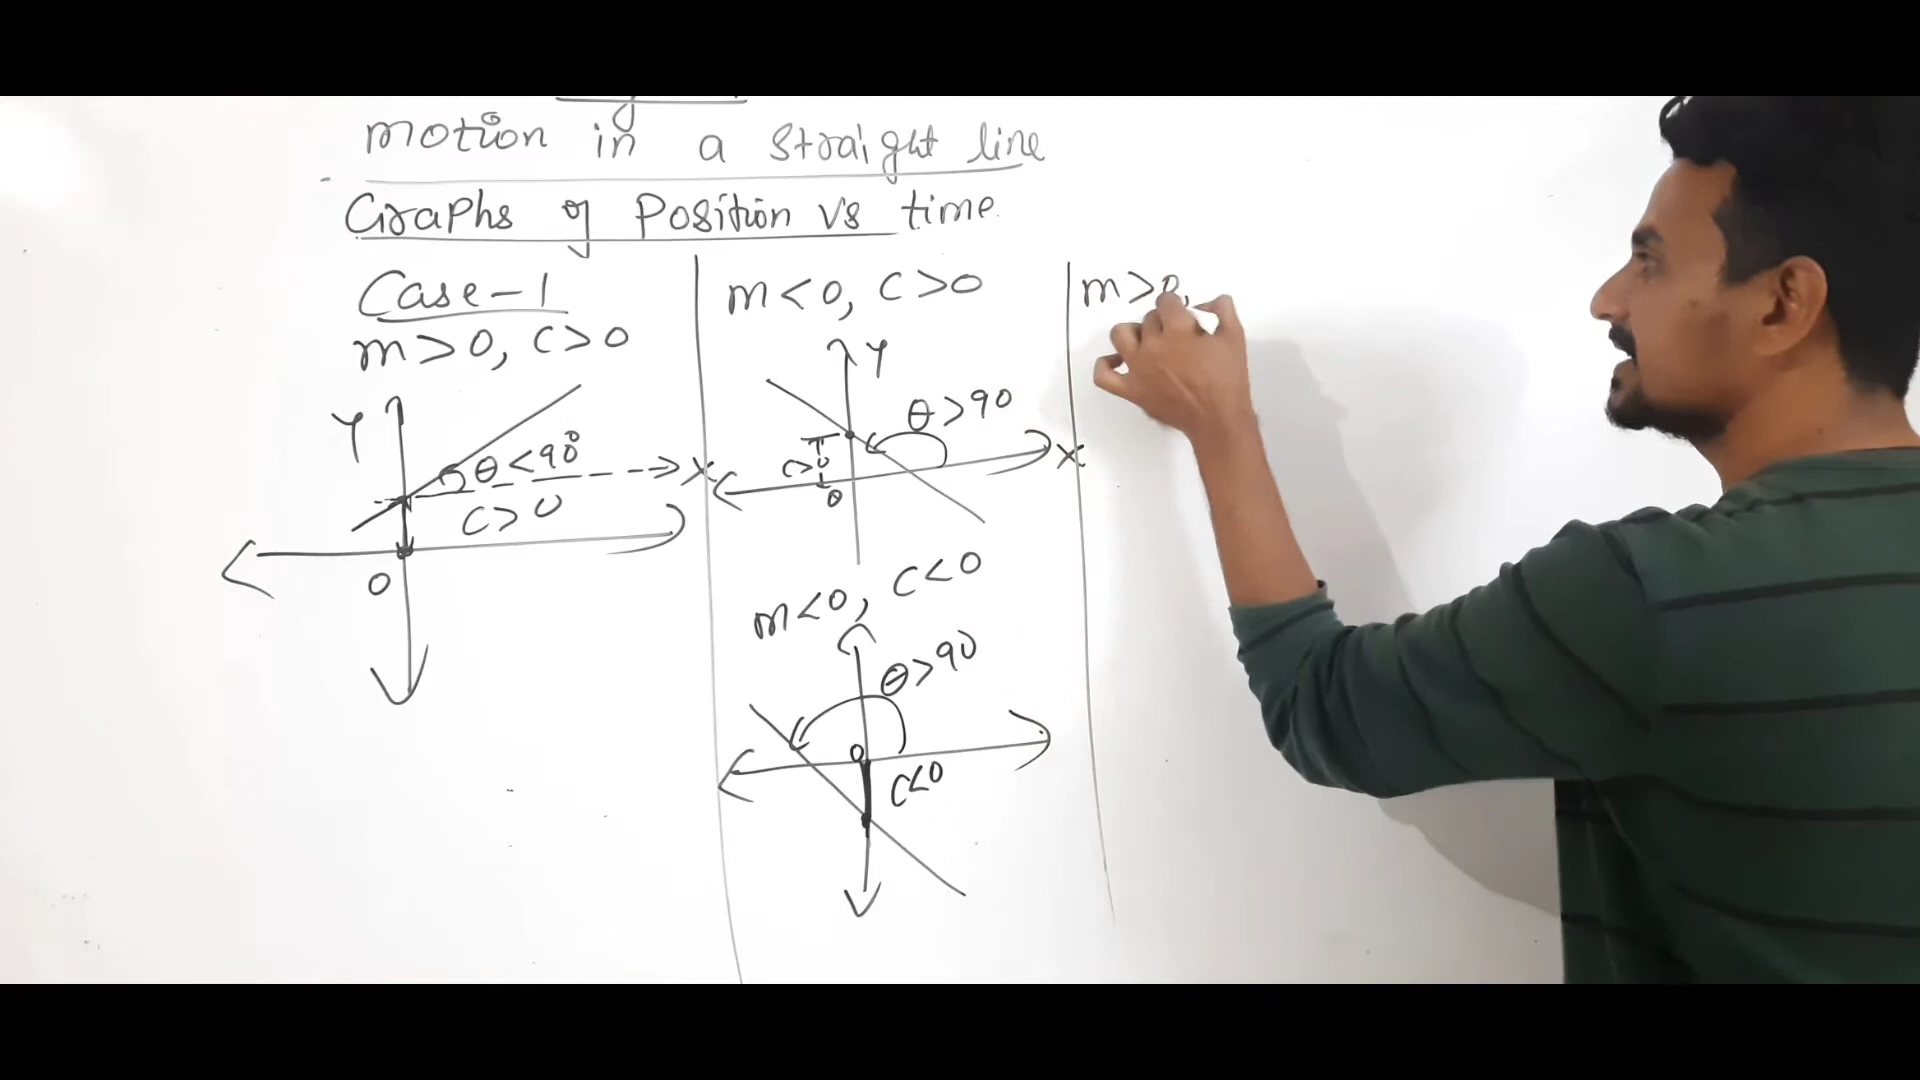 motion in a straight line
Graphs of Position vs time
Case-1
m>0, c>0
Y
θ<90°
X
c>0
0
m<0, c>0
Y
θ>90
X
0
m<0, c<0
θ>90
0
c<0
m>0,